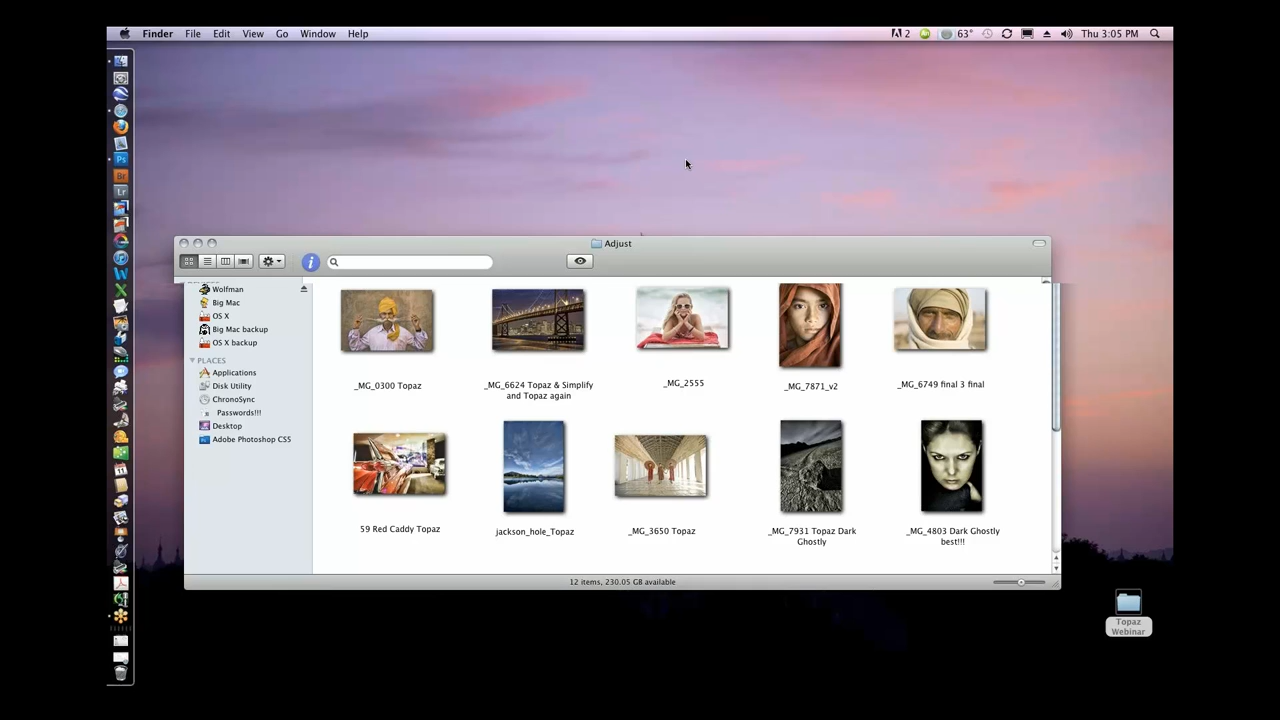 Finder File Edit View Go Window Help
2 63° Thu 3:05 PM
Adjust
Wolfman
Big Mac
OS X
Big Mac backup
OS X backup
PLACES
Applications
Disk Utility
ChronoSync
Passwords!!!
Desktop
Adobe Photoshop CS5
_MG_0300 Topaz
_MG_6624 Topaz & Simplify
and Topaz again
_MG_2555
_MG_7871_v2
_MG_6749 final 3 final
59 Red Caddy Topaz
jackson_hole_Topaz
_MG_3650 Topaz
_MG_7931 Topaz Dark
Ghostly
_MG_4803 Dark Ghostly
best!!!
12 items, 230.05 GB available
Topaz
Webinar
Ps
Br
Lr